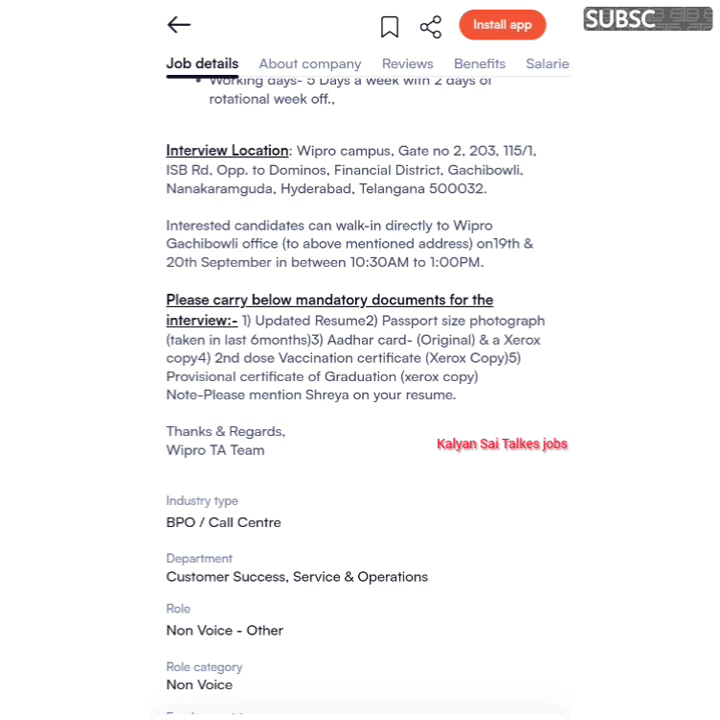 SUBSC
Install app
Job details About company Reviews Benefits Salarie
• Working days- 5 Days a week with 2 days of
rotational week off.,
Interview Location: Wipro campus, Gate no 2, 203, 115/1,
ISB Rd, Opp. to Dominos, Financial District, Gachibowli,
Nanakaramguda, Hyderabad, Telangana 500032.
Interested candidates can walk-in directly to Wipro
Gachibowli office (to above mentioned address) on19th &
20th September in between 10:30AM to 1:00PM.
Please carry below mandatory documents for the
interview:- 1) Updated Resume2) Passport size photograph
(taken in last 6months)3) Aadhar card- (Original) & a Xerox
copy4) 2nd dose Vaccination certificate (Xerox Copy)5)
Provisional certificate of Graduation (xerox copy)
Note-Please mention Shreya on your resume.
Thanks & Regards,
Wipro TA Team
Kalyan Sai Talkes jobs
Industry type
BPO / Call Centre
Department
Customer Success, Service & Operations
Role
Non Voice - Other
Role category
Non Voice